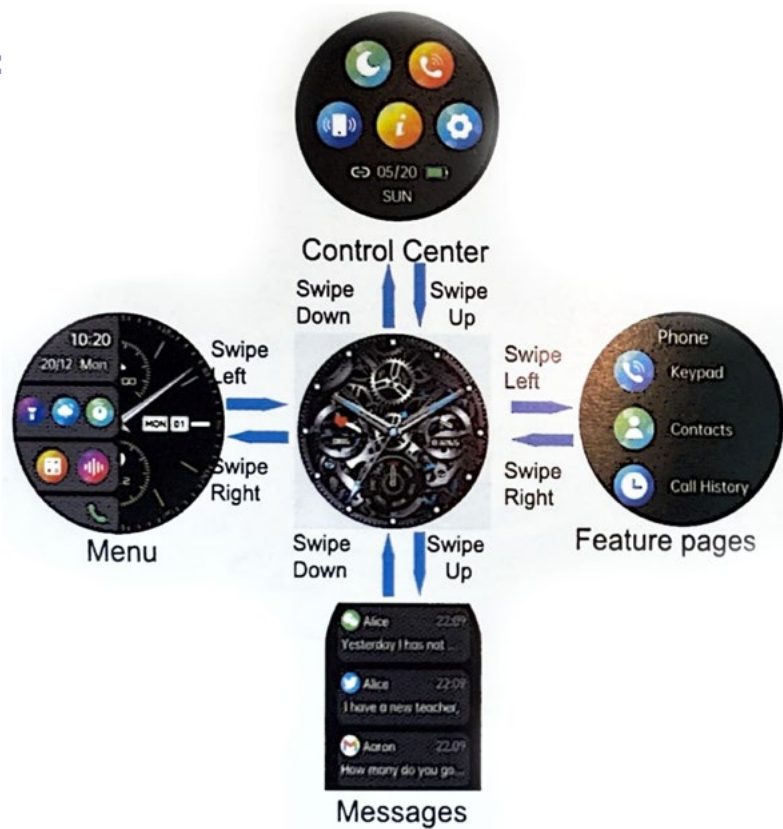 05/20
SUN
Control Center
Swipe Down
Swipe Up
10:20
20/12 Mon
MON 01
Menu
Swipe Left
Swipe Right
Swipe Left
Swipe Right
Phone
Keypad
Contacts
Call History
Feature pages
Swipe Down
Swipe Up
Alice 22:09
Yesterday I has not ...
Alice 22:09
I have a new teacher,
Aaron 22:09
How many do you go...
Messages